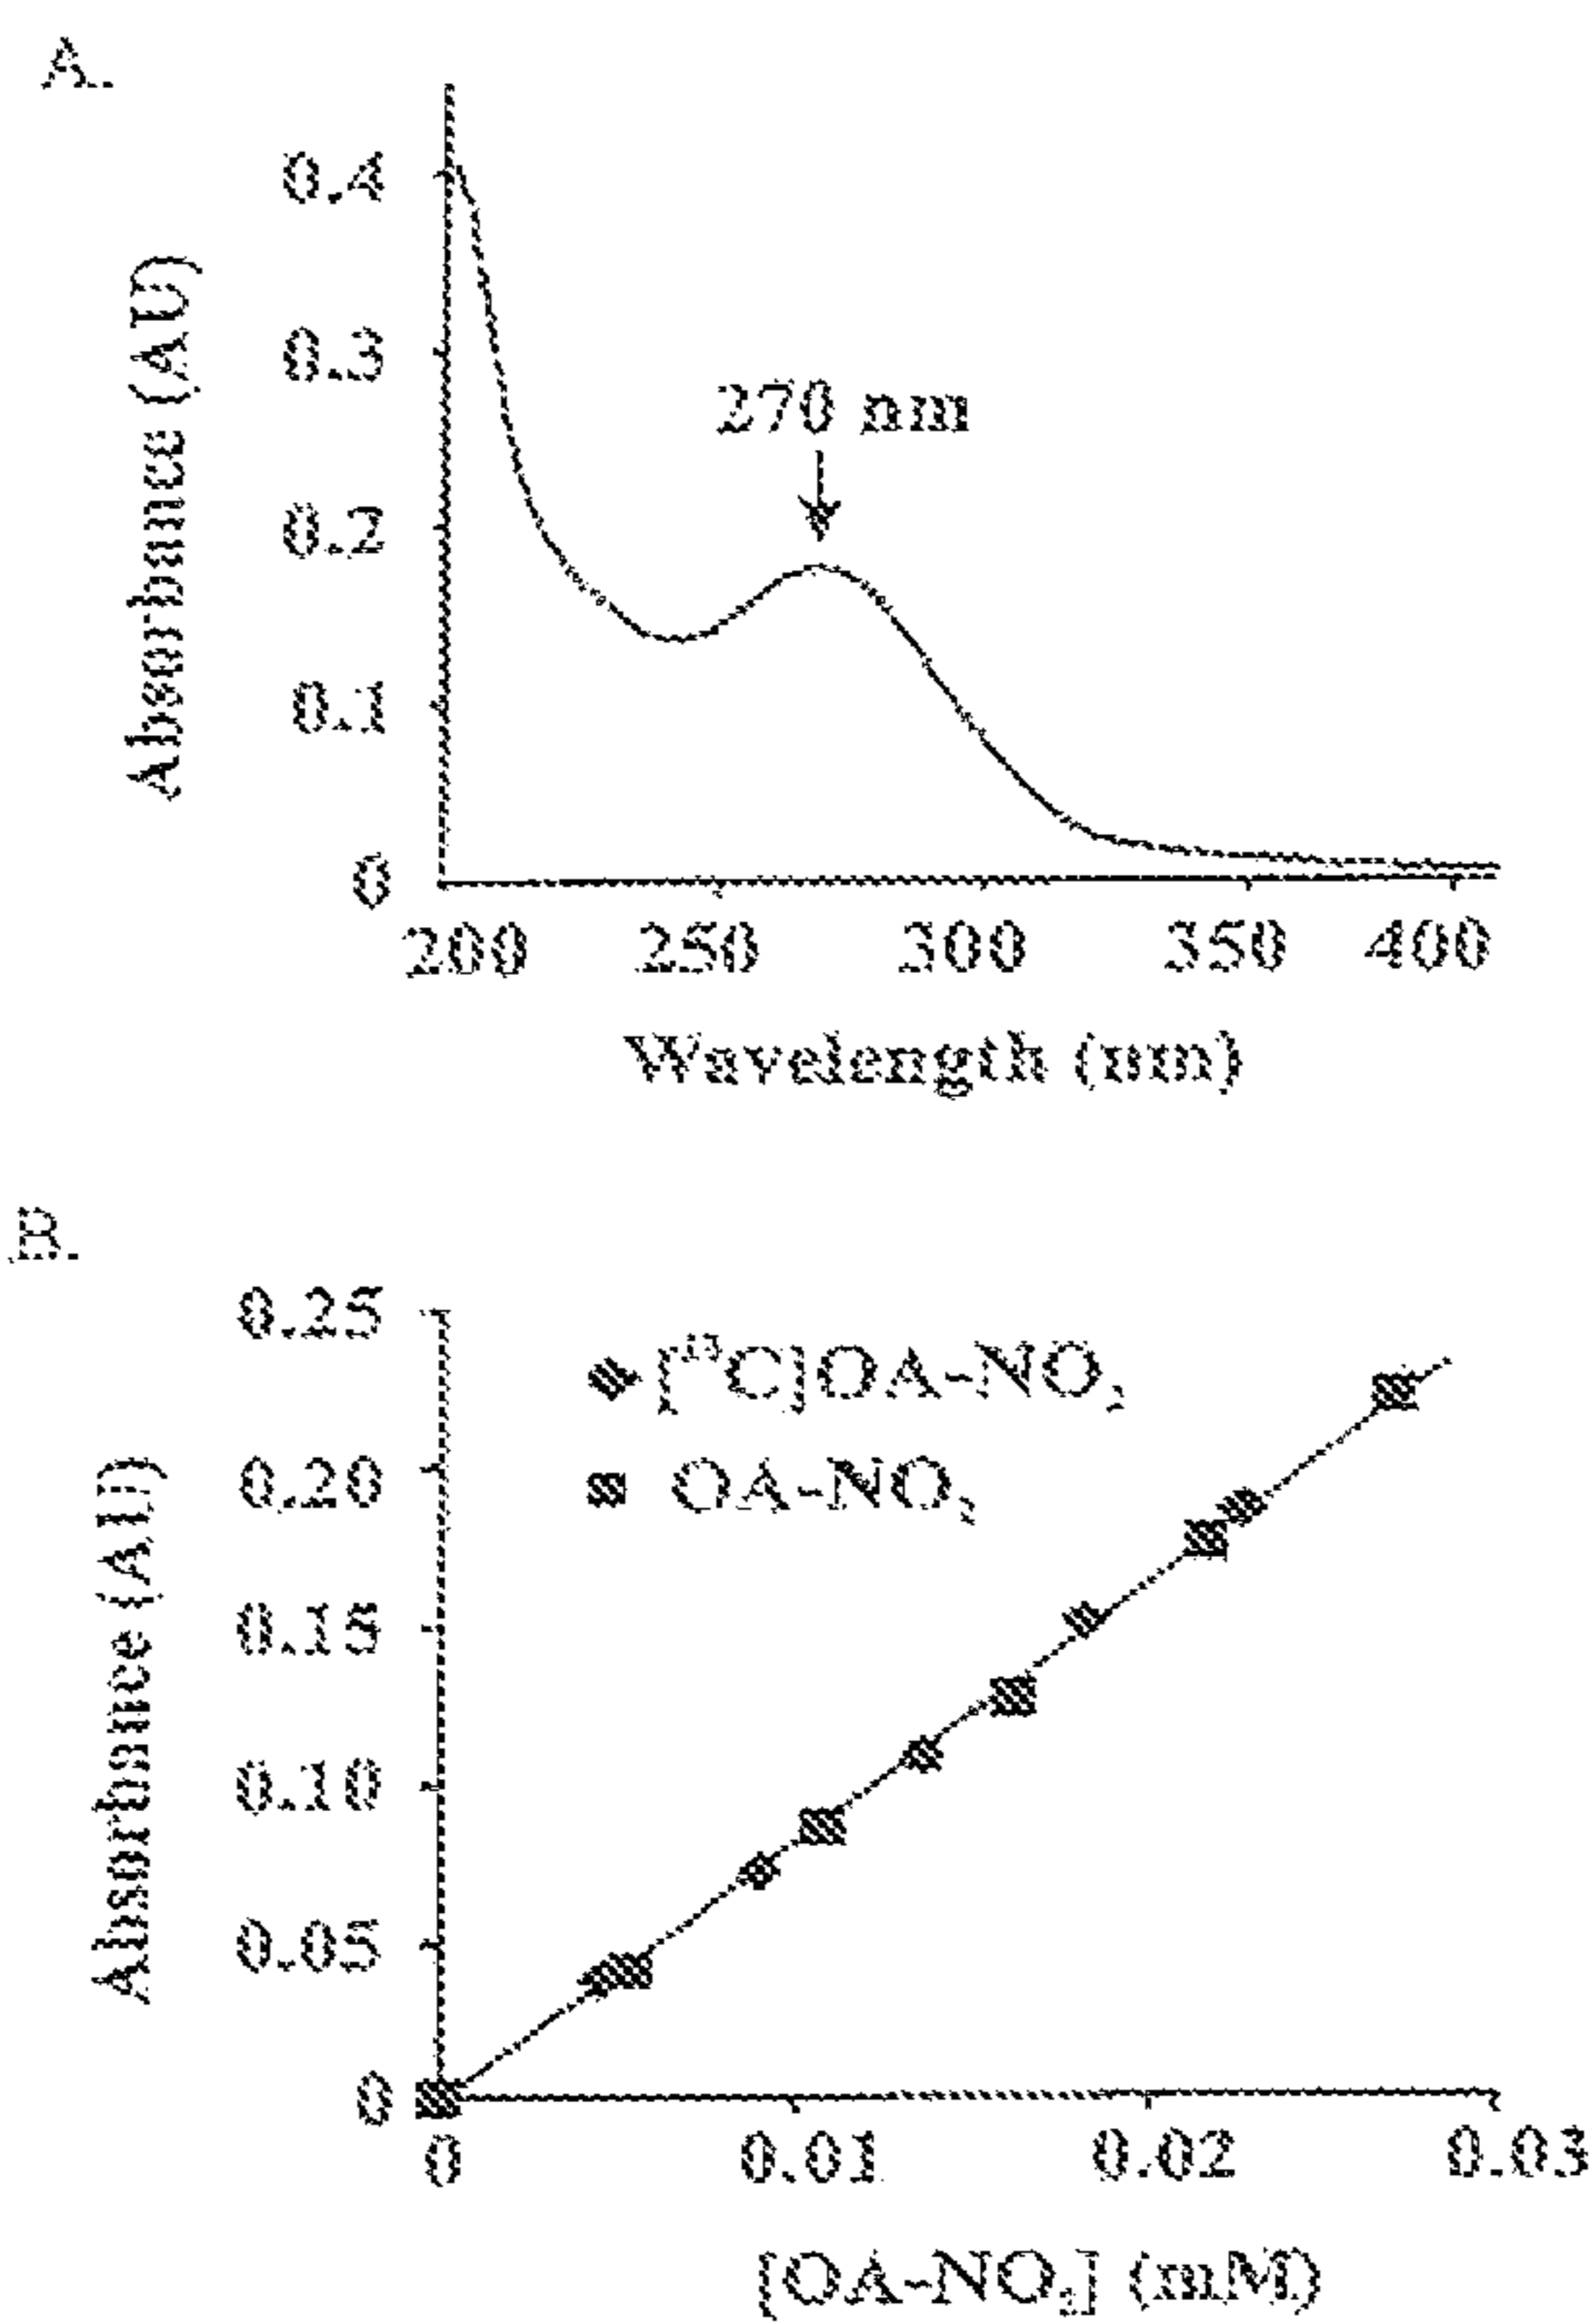 A.
0.4
0.3
0.2
0.1
0
Absorbance (AU)
270 nm
200 250 300 350 400
Wavelength (nm)
B.
0.25
0.20
0.15
0.10
0.05
0
Absorbance (AU)
[¹³C]OA-NO₂
OA-NO₂
0 0.01 0.02 0.03
[OA-NO₂] (mM)